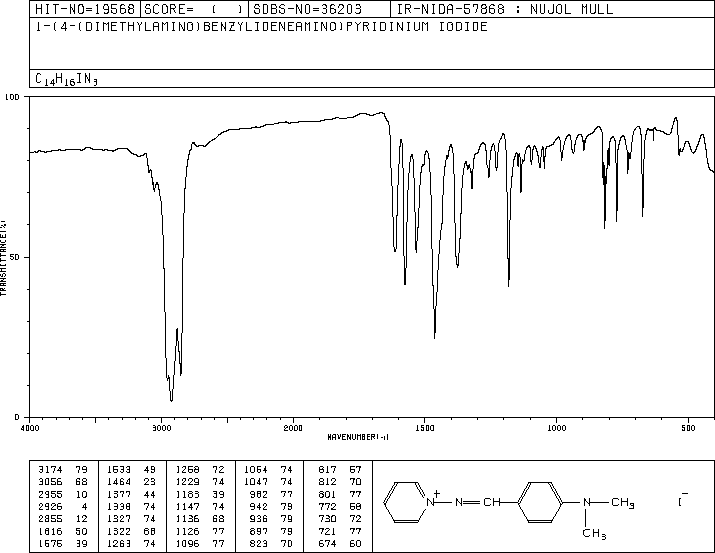 HIT-NO=19568 SCORE= ( ) SDBS-NO=36203 IR-NIDA-57868 : NUJOL MULL
1-(4-(DIMETHYLAMINO)BENZYLIDENEAMINO)PYRIDINIUM IODIDE
C14H16IN3
100
50
0
TRANSMITTANCE(%)
4000 3000 2000 1500 1000 500
WAVENUMBER(-1)
3174 79 1533 49 1258 72 1064 74 817 57
3056 68 1464 23 1229 74 1047 74 812 70
2955 10 1377 44 1183 39 982 77 801 77
2926 4 1338 74 1147 74 942 79 772 58
2855 12 1327 74 1136 68 936 79 730 72
1616 50 1322 68 1126 77 897 79 721 77
1576 39 1263 74 1096 77 823 70 674 60
N+ N CH N CH3 I-
CH3